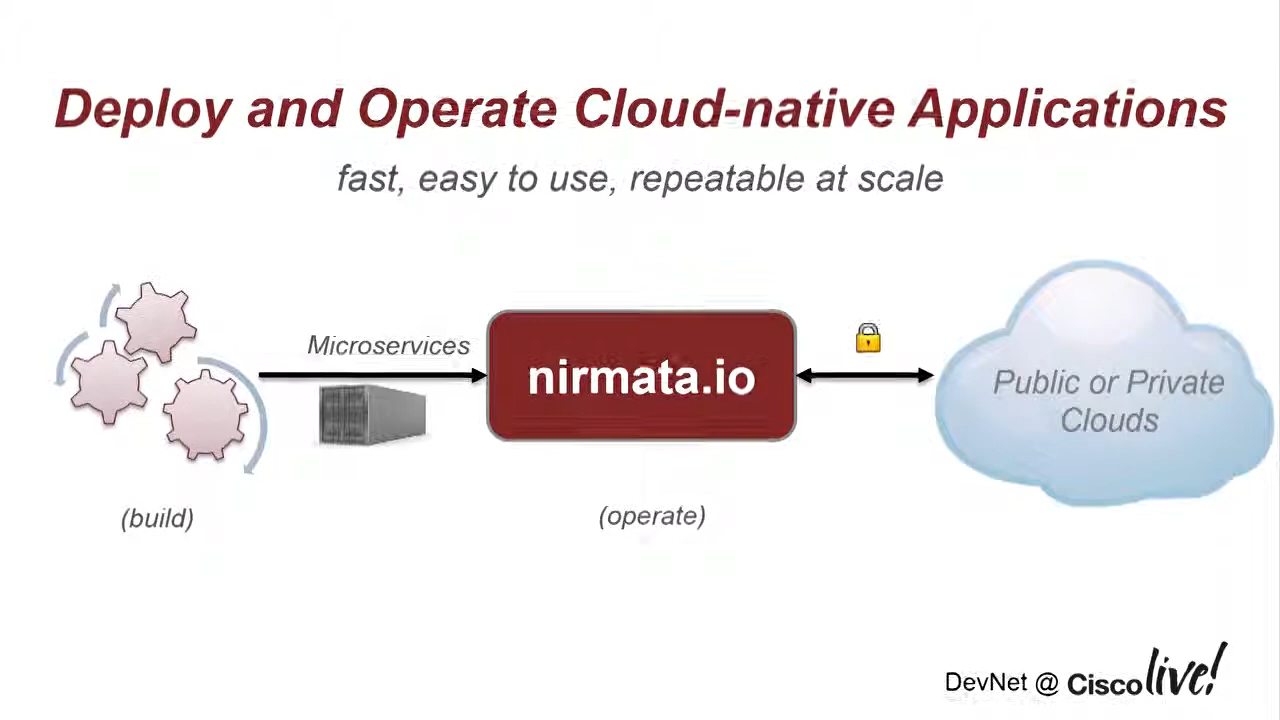 Deploy and Operate Cloud-native Applications
fast, easy to use, repeatable at scale
Microservices
nirmata.io
Public or Private
Clouds
(build)
(operate)
DevNet @ Cisco live!